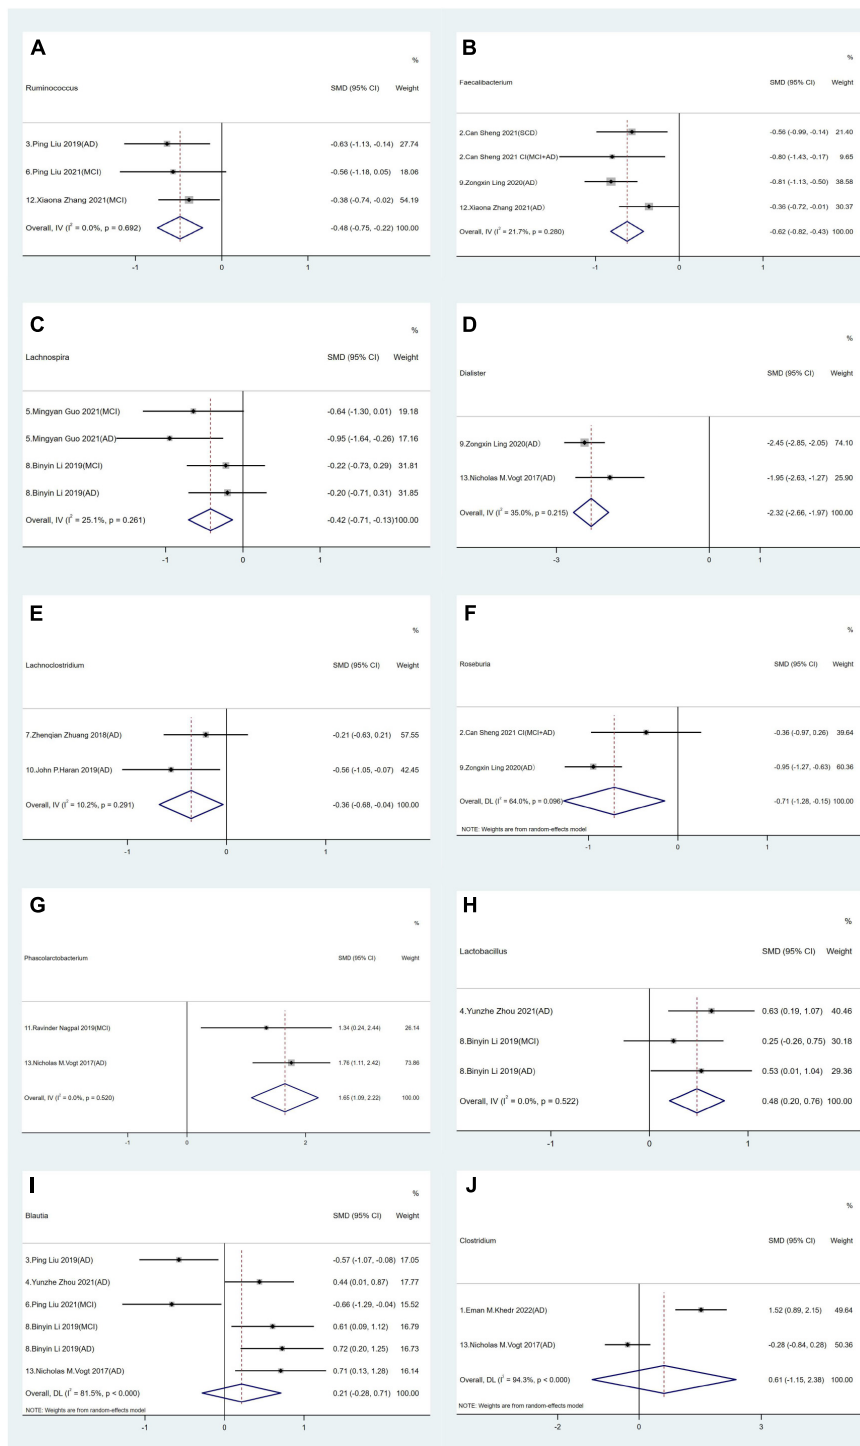 A
%
Ruminococcus SMD (95% CI) Weight
3.Ping Liu 2019(AD) -0.63 (-1.13, -0.14) 27.74
6.Ping Liu 2021(MCI) -0.56 (-1.18, 0.05) 18.06
12.Xiaona Zhang 2021(MCI) -0.38 (-0.74, -0.02) 54.19
Overall, IV (I² = 0.0%, p = 0.692) -0.48 (-0.75, -0.22) 100.00
-1 0 1
B
%
Faecalibacterium SMD (95% CI) Weight
2.Can Sheng 2021(SCD） -0.56 (-0.99, -0.14) 21.40
2.Can Sheng 2021 CI(MCI+AD) -0.80 (-1.43, -0.17) 9.65
9.Zongxin Ling 2020(AD） -0.81 (-1.13, -0.50) 38.58
12.Xiaona Zhang 2021(AD) -0.36 (-0.72, -0.01) 30.37
Overall, IV (I² = 21.7%, p = 0.280) -0.62 (-0.82, -0.43) 100.00
-1 0 1
C
%
Lachnospira SMD (95% CI) Weight
5.Mingyan Guo 2021(MCI) -0.64 (-1.30, 0.01) 19.18
5.Mingyan Guo 2021(AD) -0.95 (-1.64, -0.26) 17.16
8.Binyin Li 2019(MCI) -0.22 (-0.73, 0.29) 31.81
8.Binyin Li 2019(AD) -0.20 (-0.71, 0.31) 31.85
Overall, IV (I² = 25.1%, p = 0.261) -0.42 (-0.71, -0.13)100.00
-1 0 1
D
%
Dialister SMD (95% CI) Weight
9.Zongxin Ling 2020(AD） -2.45 (-2.85, -2.05) 74.10
13.Nicholas M.Vogt 2017(AD) -1.95 (-2.63, -1.27) 25.90
Overall, IV (I² = 35.0%, p = 0.215) -2.32 (-2.66, -1.97) 100.00
-3 0 1
E
%
Lachnoclostridium SMD (95% CI) Weight
7.Zhenqian Zhuang 2018(AD) -0.21 (-0.63, 0.21) 57.55
10.John P.Haran 2019(AD) -0.56 (-1.05, -0.07) 42.45
Overall, IV (I² = 10.2%, p = 0.291) -0.36 (-0.68, -0.04) 100.00
-1 0 1
F
%
Roseburia SMD (95% CI) Weight
2.Can Sheng 2021 CI(MCI+AD) -0.36 (-0.97, 0.26) 39.64
9.Zongxin Ling 2020(AD） -0.95 (-1.27, -0.63) 60.36
Overall, DL (I² = 64.0%, p = 0.096) -0.71 (-1.28, -0.15) 100.00
NOTE: Weights are from random-effects model
-1 0 1
G
%
Phascolarctobacterium SMD (95% CI) Weight
11.Ravinder Nagpal 2019(MCI) 1.34 (0.24, 2.44) 26.14
13.Nicholas M.Vogt 2017(AD) 1.76 (1.11, 2.42) 73.86
Overall, IV (I² = 0.0%, p = 0.520) 1.65 (1.09, 2.22) 100.00
-1 0 2
H
%
Lactobacillus SMD (95% CI) Weight
4.Yunzhe Zhou 2021(AD) 0.63 (0.19, 1.07) 40.46
8.Binyin Li 2019(MCI) 0.25 (-0.26, 0.75) 30.18
8.Binyin Li 2019(AD) 0.53 (0.01, 1.04) 29.36
Overall, IV (I² = 0.0%, p = 0.522) 0.48 (0.20, 0.76) 100.00
-1 0 1
I
%
Blautia SMD (95% CI) Weight
3.Ping Liu 2019(AD) -0.57 (-1.07, -0.08) 17.05
4.Yunzhe Zhou 2021(AD) 0.44 (0.01, 0.87) 17.77
6.Ping Liu 2021(MCI) -0.66 (-1.29, -0.04) 15.52
8.Binyin Li 2019(MCI) 0.61 (0.09, 1.12) 16.79
8.Binyin Li 2019(AD) 0.72 (0.20, 1.25) 16.73
13.Nicholas M.Vogt 2017(AD) 0.71 (0.13, 1.28) 16.14
Overall, DL (I² = 81.5%, p < 0.000) 0.21 (-0.28, 0.71) 100.00
NOTE: Weights are from random-effects model
-1 0 1
J
%
Clostridium SMD (95% CI) Weight
1.Eman M.Khedr 2022(AD) 1.52 (0.89, 2.15) 49.64
13.Nicholas M.Vogt 2017(AD) -0.28 (-0.84, 0.28) 50.36
Overall, DL (I² = 94.3%, p < 0.000) 0.61 (-1.15, 2.38) 100.00
NOTE: Weights are from random-effects model
-2 0 3